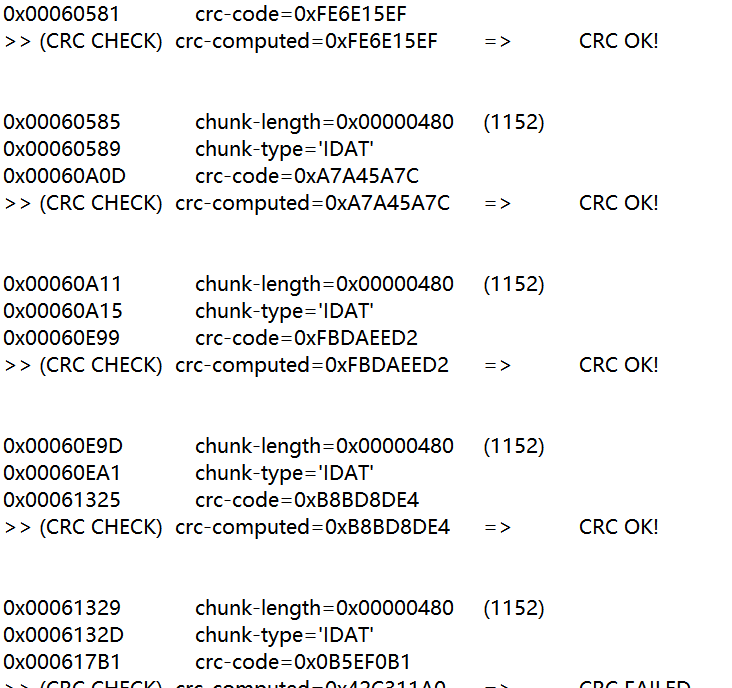 0x00060581 crc-code=0xFE6E15EF
>> (CRC CHECK) crc-computed=0xFE6E15EF => CRC OK!
0x00060585 chunk-length=0x00000480 (1152)
0x00060589 chunk-type='IDAT'
0x00060A0D crc-code=0xA7A45A7C
>> (CRC CHECK) crc-computed=0xA7A45A7C => CRC OK!
0x00060A11 chunk-length=0x00000480 (1152)
0x00060A15 chunk-type='IDAT'
0x00060E99 crc-code=0xFBDAEED2
>> (CRC CHECK) crc-computed=0xFBDAEED2 => CRC OK!
0x00060E9D chunk-length=0x00000480 (1152)
0x00060EA1 chunk-type='IDAT'
0x00061325 crc-code=0xB8BD8DE4
>> (CRC CHECK) crc-computed=0xB8BD8DE4 => CRC OK!
0x00061329 chunk-length=0x00000480 (1152)
0x0006132D chunk-type='IDAT'
0x000617B1 crc-code=0x0B5EF0B1
>> (CRC CHECK) => CRC FAILED